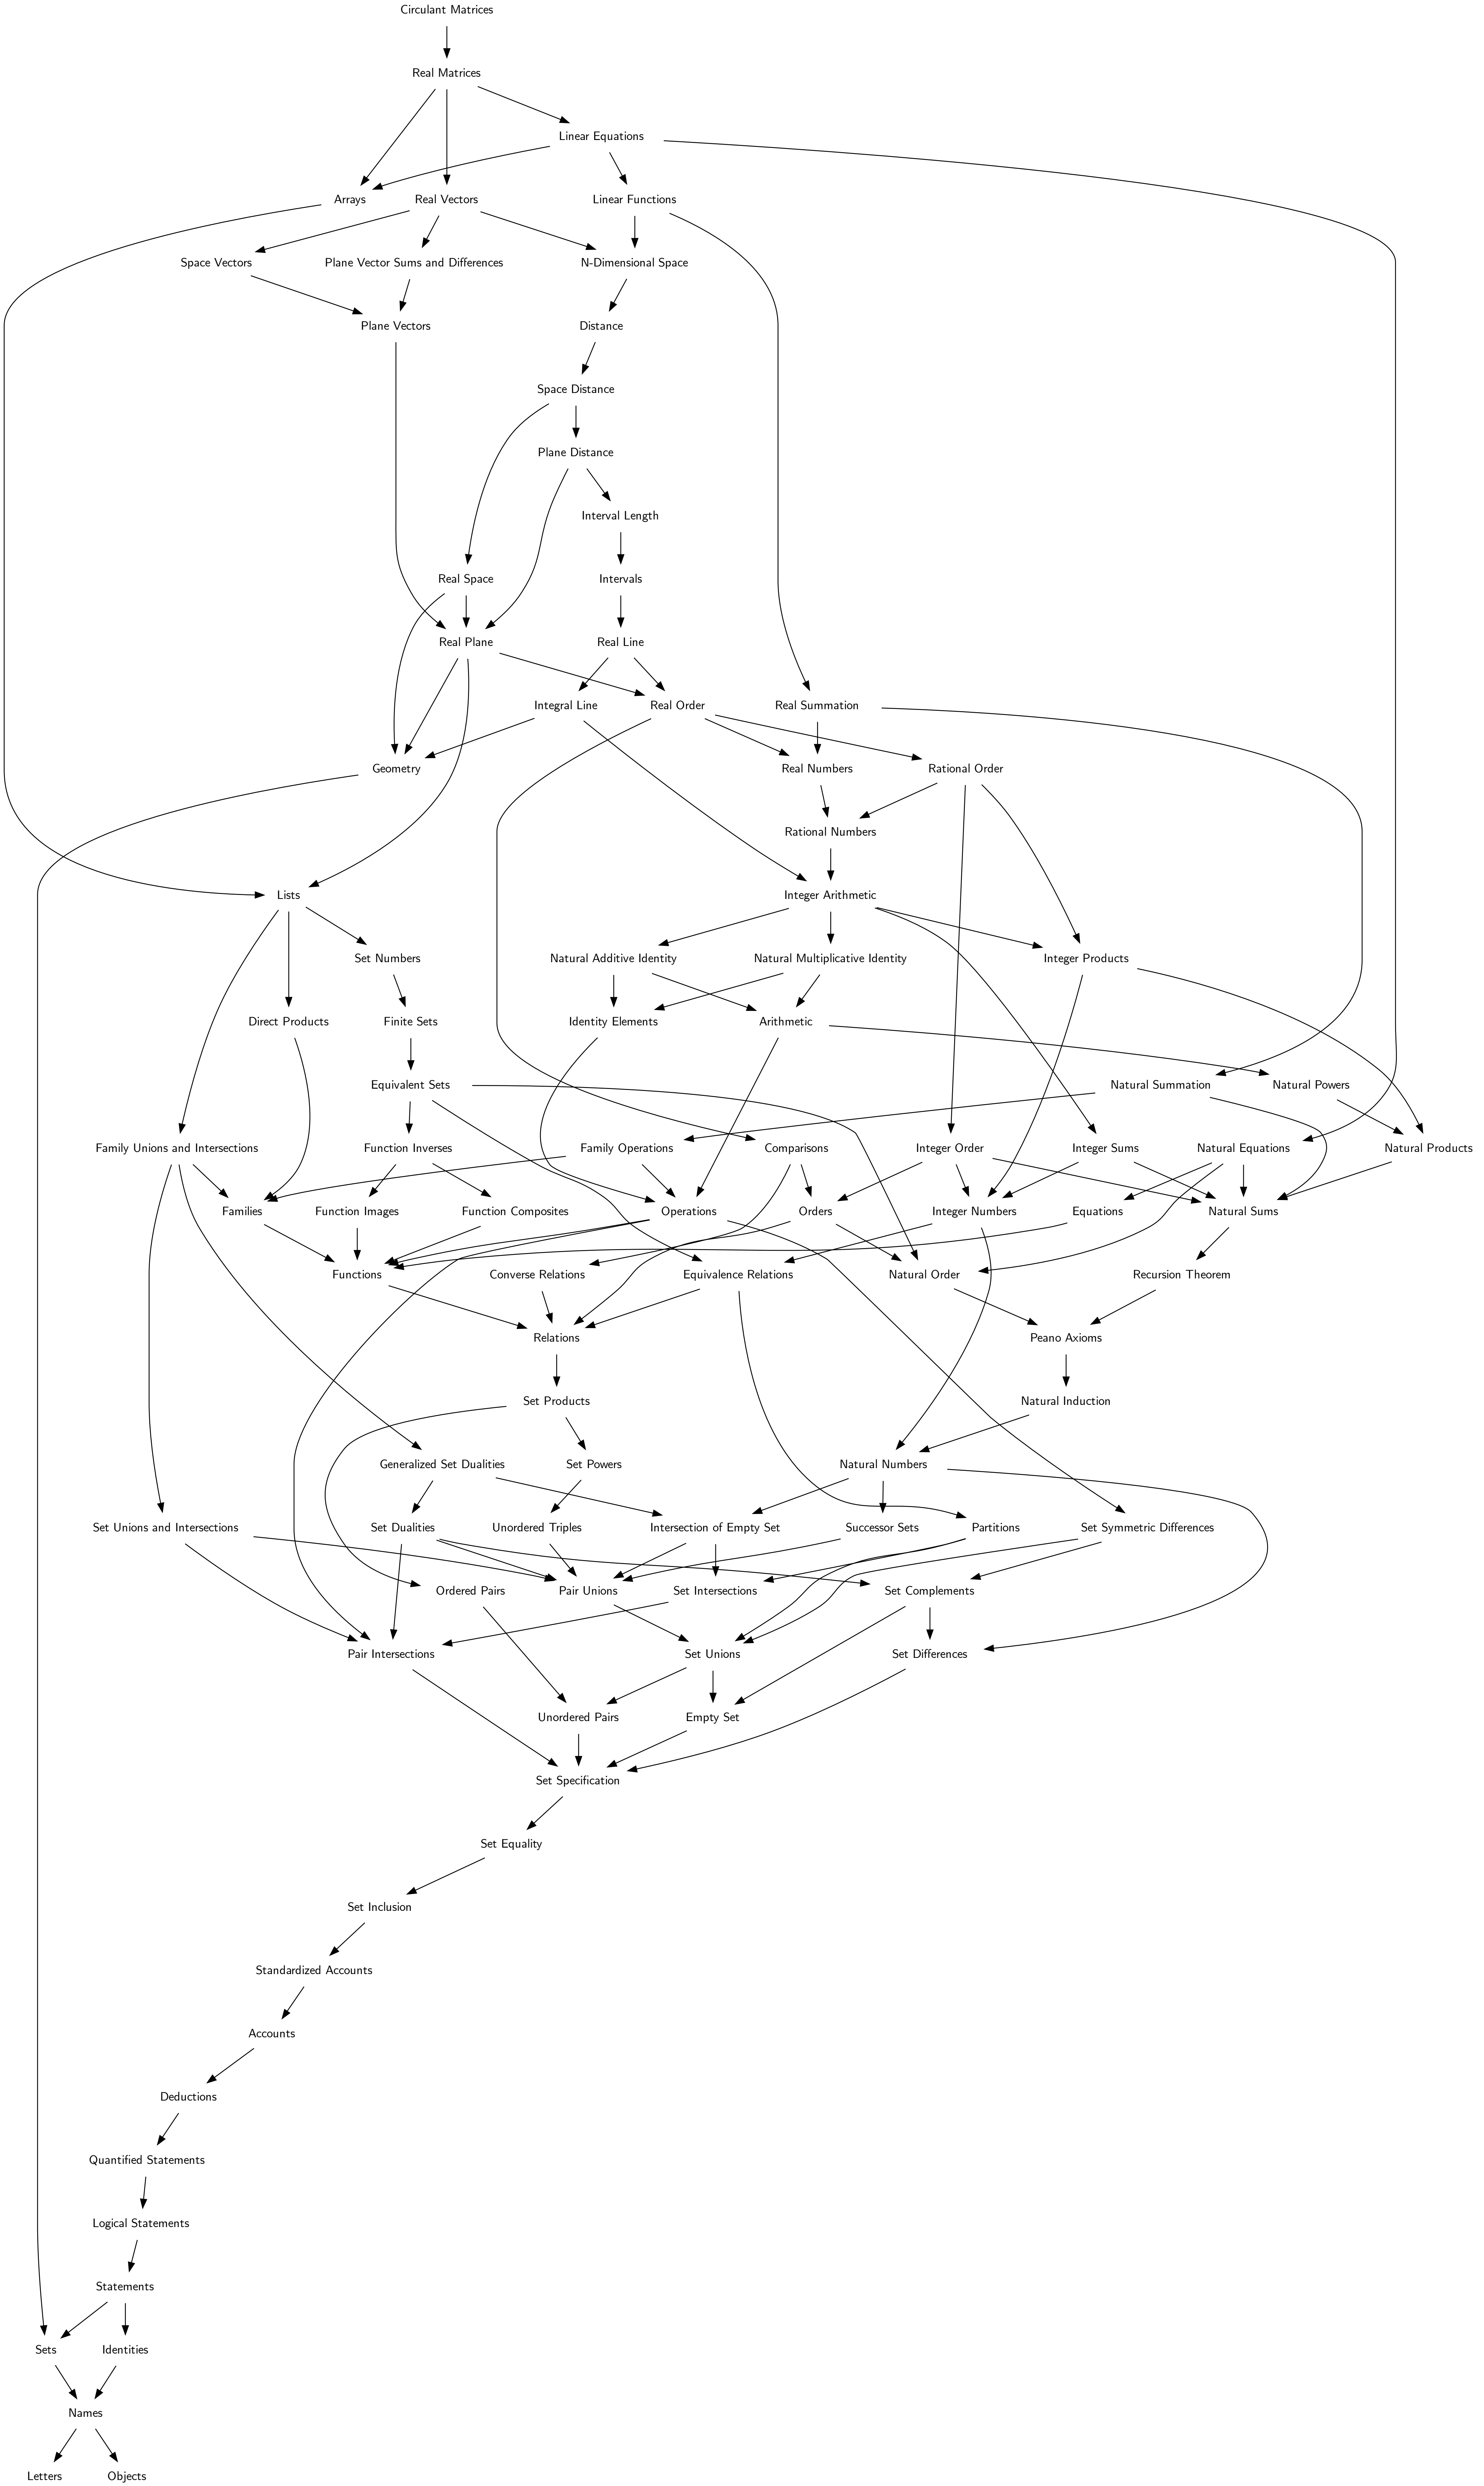 Circulant Matrices
Real Matrices
Linear Equations
Arrays
Real Vectors
Linear Functions
Space Vectors
Plane Vector Sums and Differences
N-Dimensional Space
Plane Vectors
Distance
Space Distance
Plane Distance
Interval Length
Real Space
Intervals
Real Plane
Real Line
Integral Line
Real Order
Real Summation
Geometry
Real Numbers
Rational Order
Rational Numbers
Lists
Integer Arithmetic
Set Numbers
Natural Additive Identity
Natural Multiplicative Identity
Integer Products
Direct Products
Finite Sets
Identity Elements
Arithmetic
Equivalent Sets
Natural Summation
Natural Powers
Family Unions and Intersections
Function Inverses
Family Operations
Comparisons
Integer Order
Integer Sums
Natural Equations
Natural Products
Families
Function Images
Function Composites
Operations
Orders
Integer Numbers
Equations
Natural Sums
Functions
Converse Relations
Equivalence Relations
Natural Order
Recursion Theorem
Relations
Peano Axioms
Set Products
Natural Induction
Generalized Set Dualities
Set Powers
Natural Numbers
Set Unions and Intersections
Set Dualities
Unordered Triples
Intersection of Empty Set
Successor Sets
Partitions
Set Symmetric Differences
Ordered Pairs
Pair Unions
Set Intersections
Set Complements
Pair Intersections
Set Unions
Set Differences
Unordered Pairs
Empty Set
Set Specification
Set Equality
Set Inclusion
Standardized Accounts
Accounts
Deductions
Quantified Statements
Logical Statements
Statements
Sets
Identities
Names
Letters
Objects